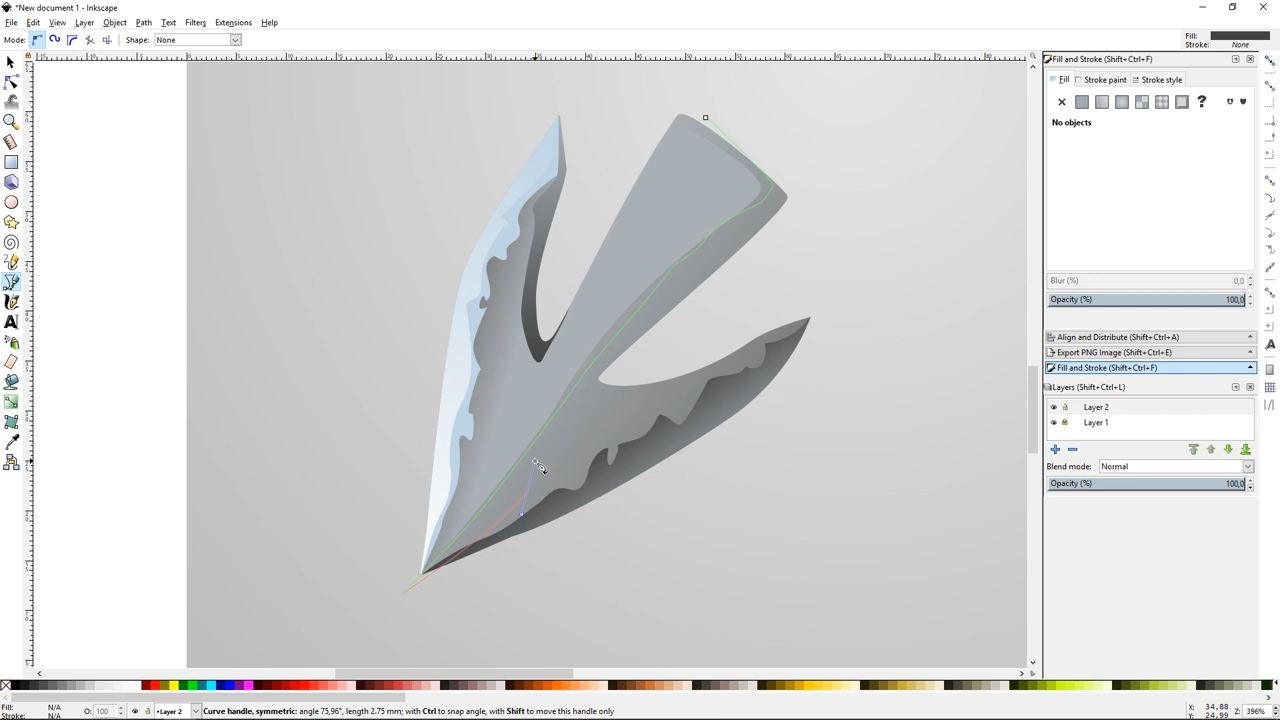 *New document 1 - Inkscape
File Edit View Layer Object Path Text Filters Extensions Help
Mode: Shape: None
Fill:
Stroke: None
Fill and Stroke (Shift+Ctrl+F)
Fill Stroke paint Stroke style
?
No objects
Blur (%) 0,0
Opacity (%) 100,0
Align and Distribute (Shift+Ctrl+A)
Export PNG Image (Shift+Ctrl+E)
Fill and Stroke (Shift+Ctrl+F)
Layers (Shift+Ctrl+L)
Layer 2
Layer 1
Blend mode: Normal
Opacity (%) 100,0
Fill: N/A
Stroke: N/A
O: 100
•Layer 2
Curve handle, symmetric: angle 75,96°, length 2.75 mm; with Ctrl to snap angle, with Shift to move this handle only
X: 34,88
Y: 24,99
Z: 396%